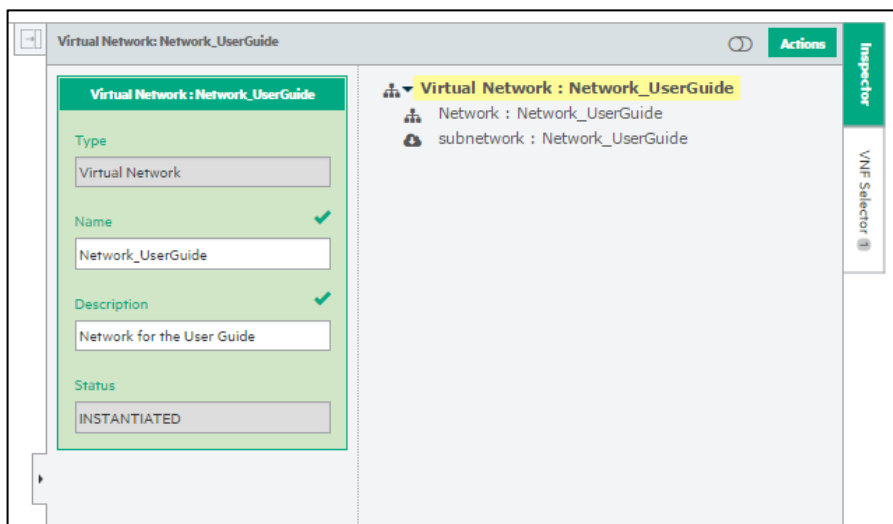 Virtual Network: Network_UserGuide
Actions
Virtual Network : Network_UserGuide
Type
Virtual Network
Name
Network_UserGuide
Description
Network for the User Guide
Status
INSTANTIATED
Virtual Network : Network_UserGuide
Network : Network_UserGuide
subnetwork : Network_UserGuide
Inspector
VNF Selector 1